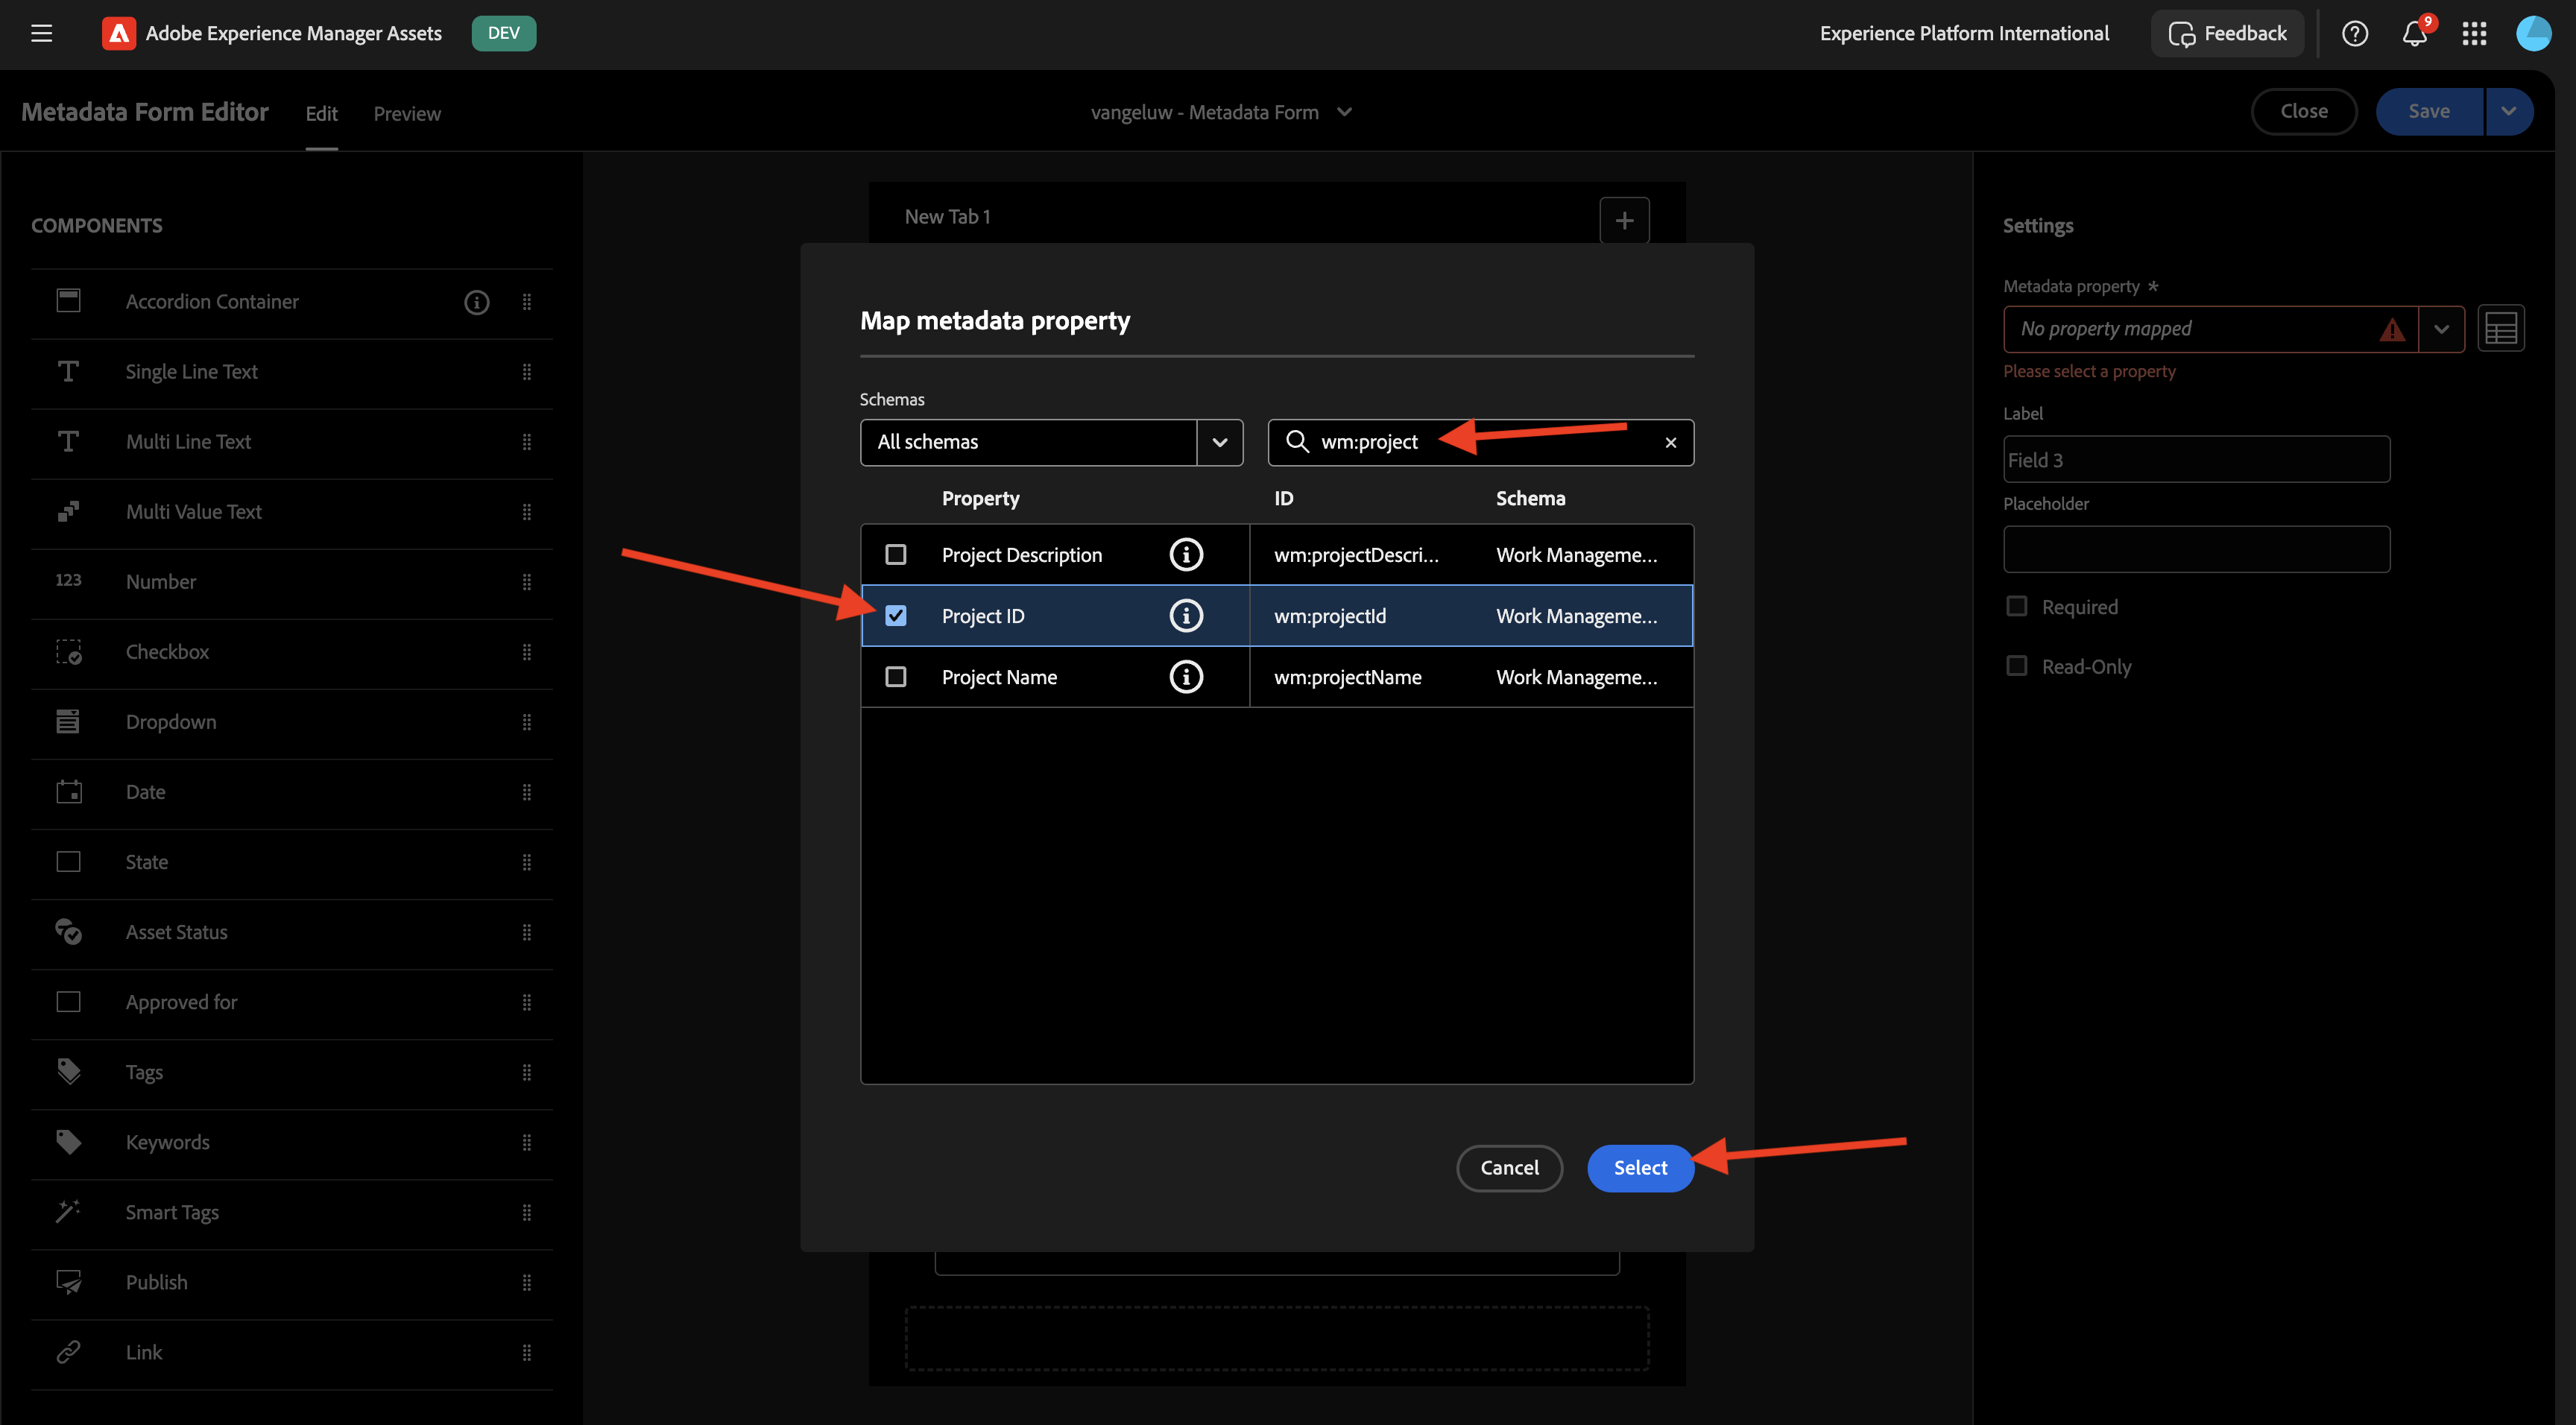 Adobe Experience Manager Assets
DEV
Experience Platform International
Feedback
9
Metadata Form Editor
Edit
Preview
vangeluw - Metadata Form
Close
Save
COMPONENTS
Accordion Container
Single Line Text
Multi Line Text
Multi Value Text
123
Number
Checkbox
Dropdown
Date
State
Asset Status
Approved for
Tags
Keywords
Smart Tags
Publish
Link
New Tab 1
Map metadata property
Schemas
All schemas
wm:project
Property ID Schema
Project Description wm:projectDescri... Work Manageme...
Project ID wm:projectId Work Manageme...
Project Name wm:projectName Work Manageme...
Cancel
Select
Settings
Metadata property *
No property mapped
Please select a property
Label
Field 3
Placeholder
Required
Read-Only